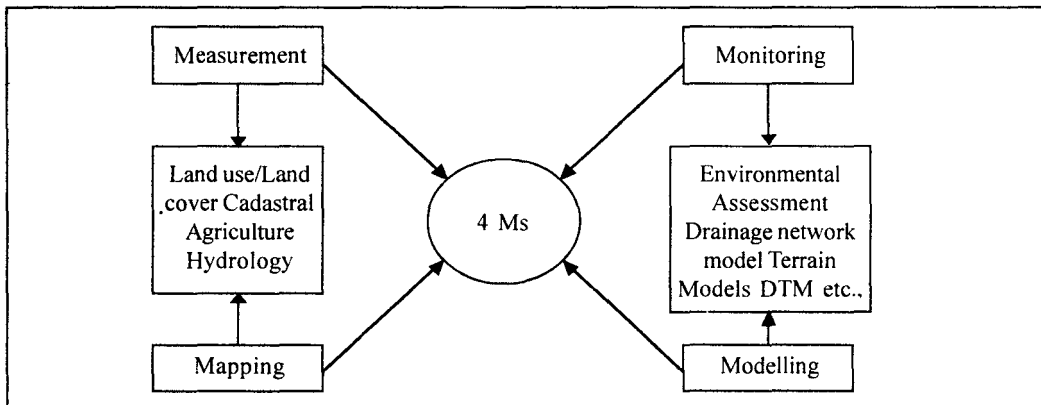 Measurement
Monitoring
Land use/Land
.cover Cadastral
Agriculture
Hydrology
4 Ms
Environmental
Assessment
Drainage network
model Terrain
Models DTM etc.,
Mapping
Modelling